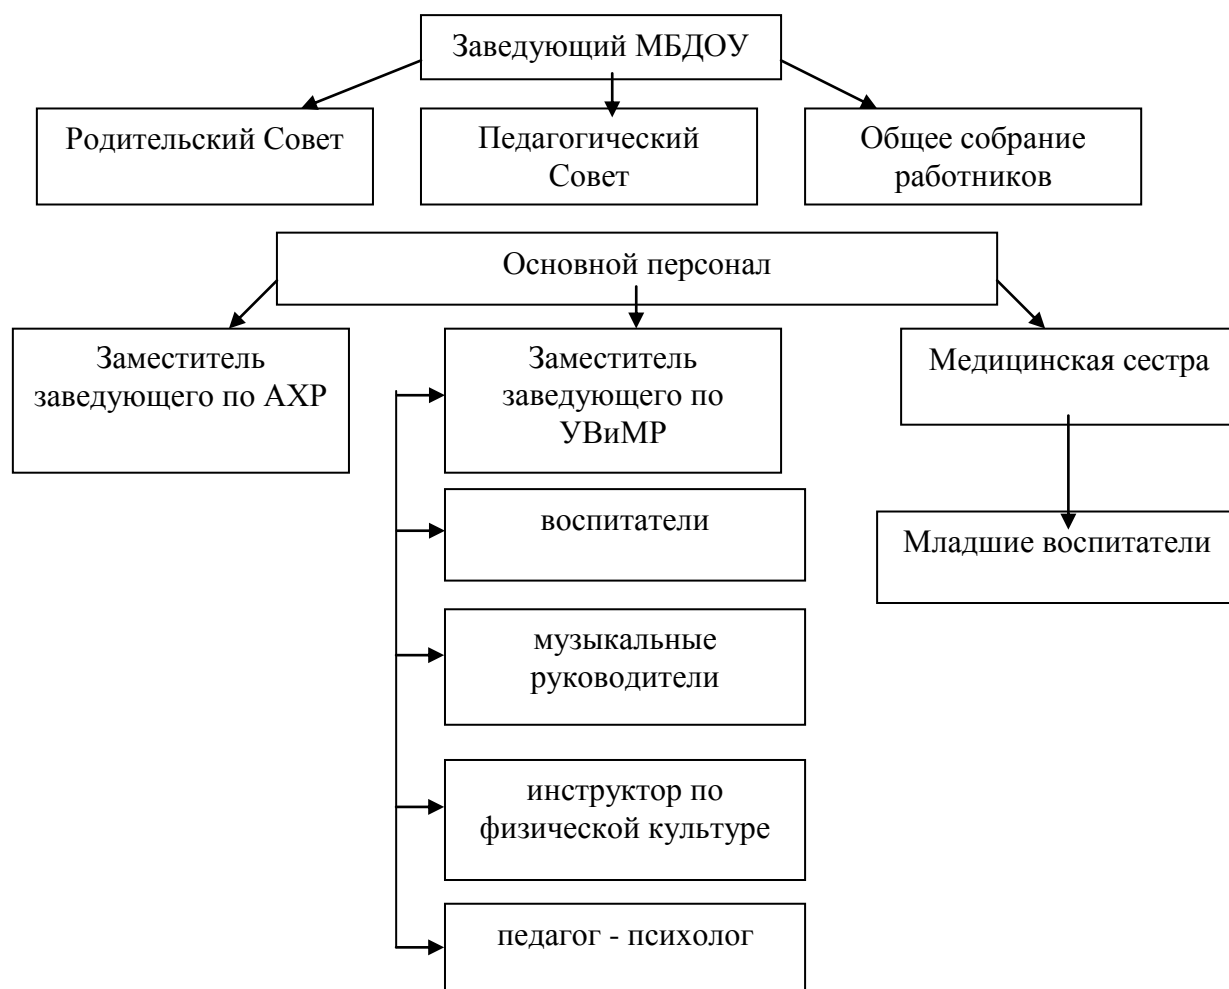 Заведующий МБДОУ
Родительский Совет
Педагогический
Совет
Общее собрание
работников
Основной персонал
Заместитель
заведующего по АХР
Заместитель
заведующего по
УВиМР
Медицинская сестра
воспитатели
Младшие воспитатели
музыкальные
руководители
инструктор по
физической культуре
педагог - психолог